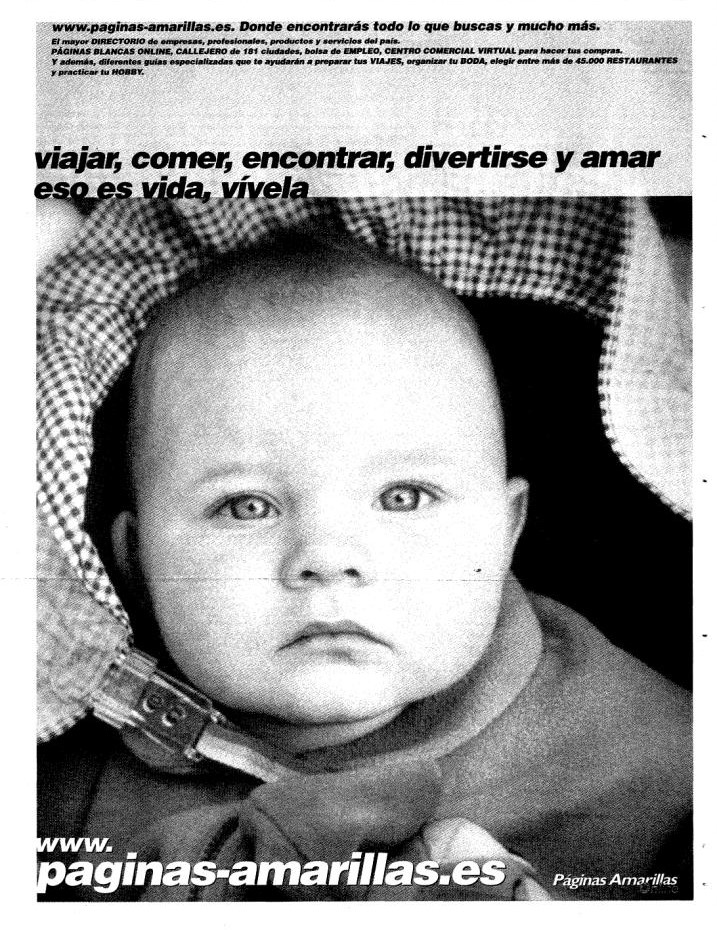 www.paginas-amarillas.es. Donde encontrarás todo lo que buscas y mucho más.
El mayor DIRECTORIO de empresas, profesionales, productos y servicios del país.
PÁGINAS BLANCAS ONLINE, CALLEJERO de 181 ciudades, bolsa de EMPLEO, CENTRO COMERCIAL VIRTUAL para hacer tus compras.
Y además, diferentes guías especializadas que te ayudarán a preparar tus VIAJES, organizar tu BODA, elegir entre más de 45.000 RESTAURANTES
y practicar tu HOBBY.
viajar, comer, encontrar, divertirse y amar
eso es vida, vívela
www.
paginas-amarillas.es
Páginas Amarillas